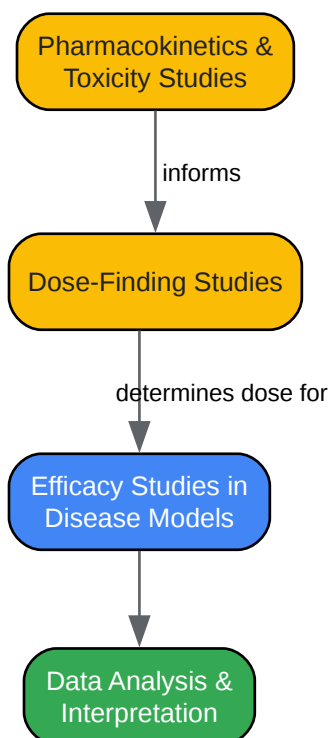 Pharmacokinetics &
Toxicity Studies
informs
Dose-Finding Studies
determines dose for
Efficacy Studies in
Disease Models
Data Analysis &
Interpretation